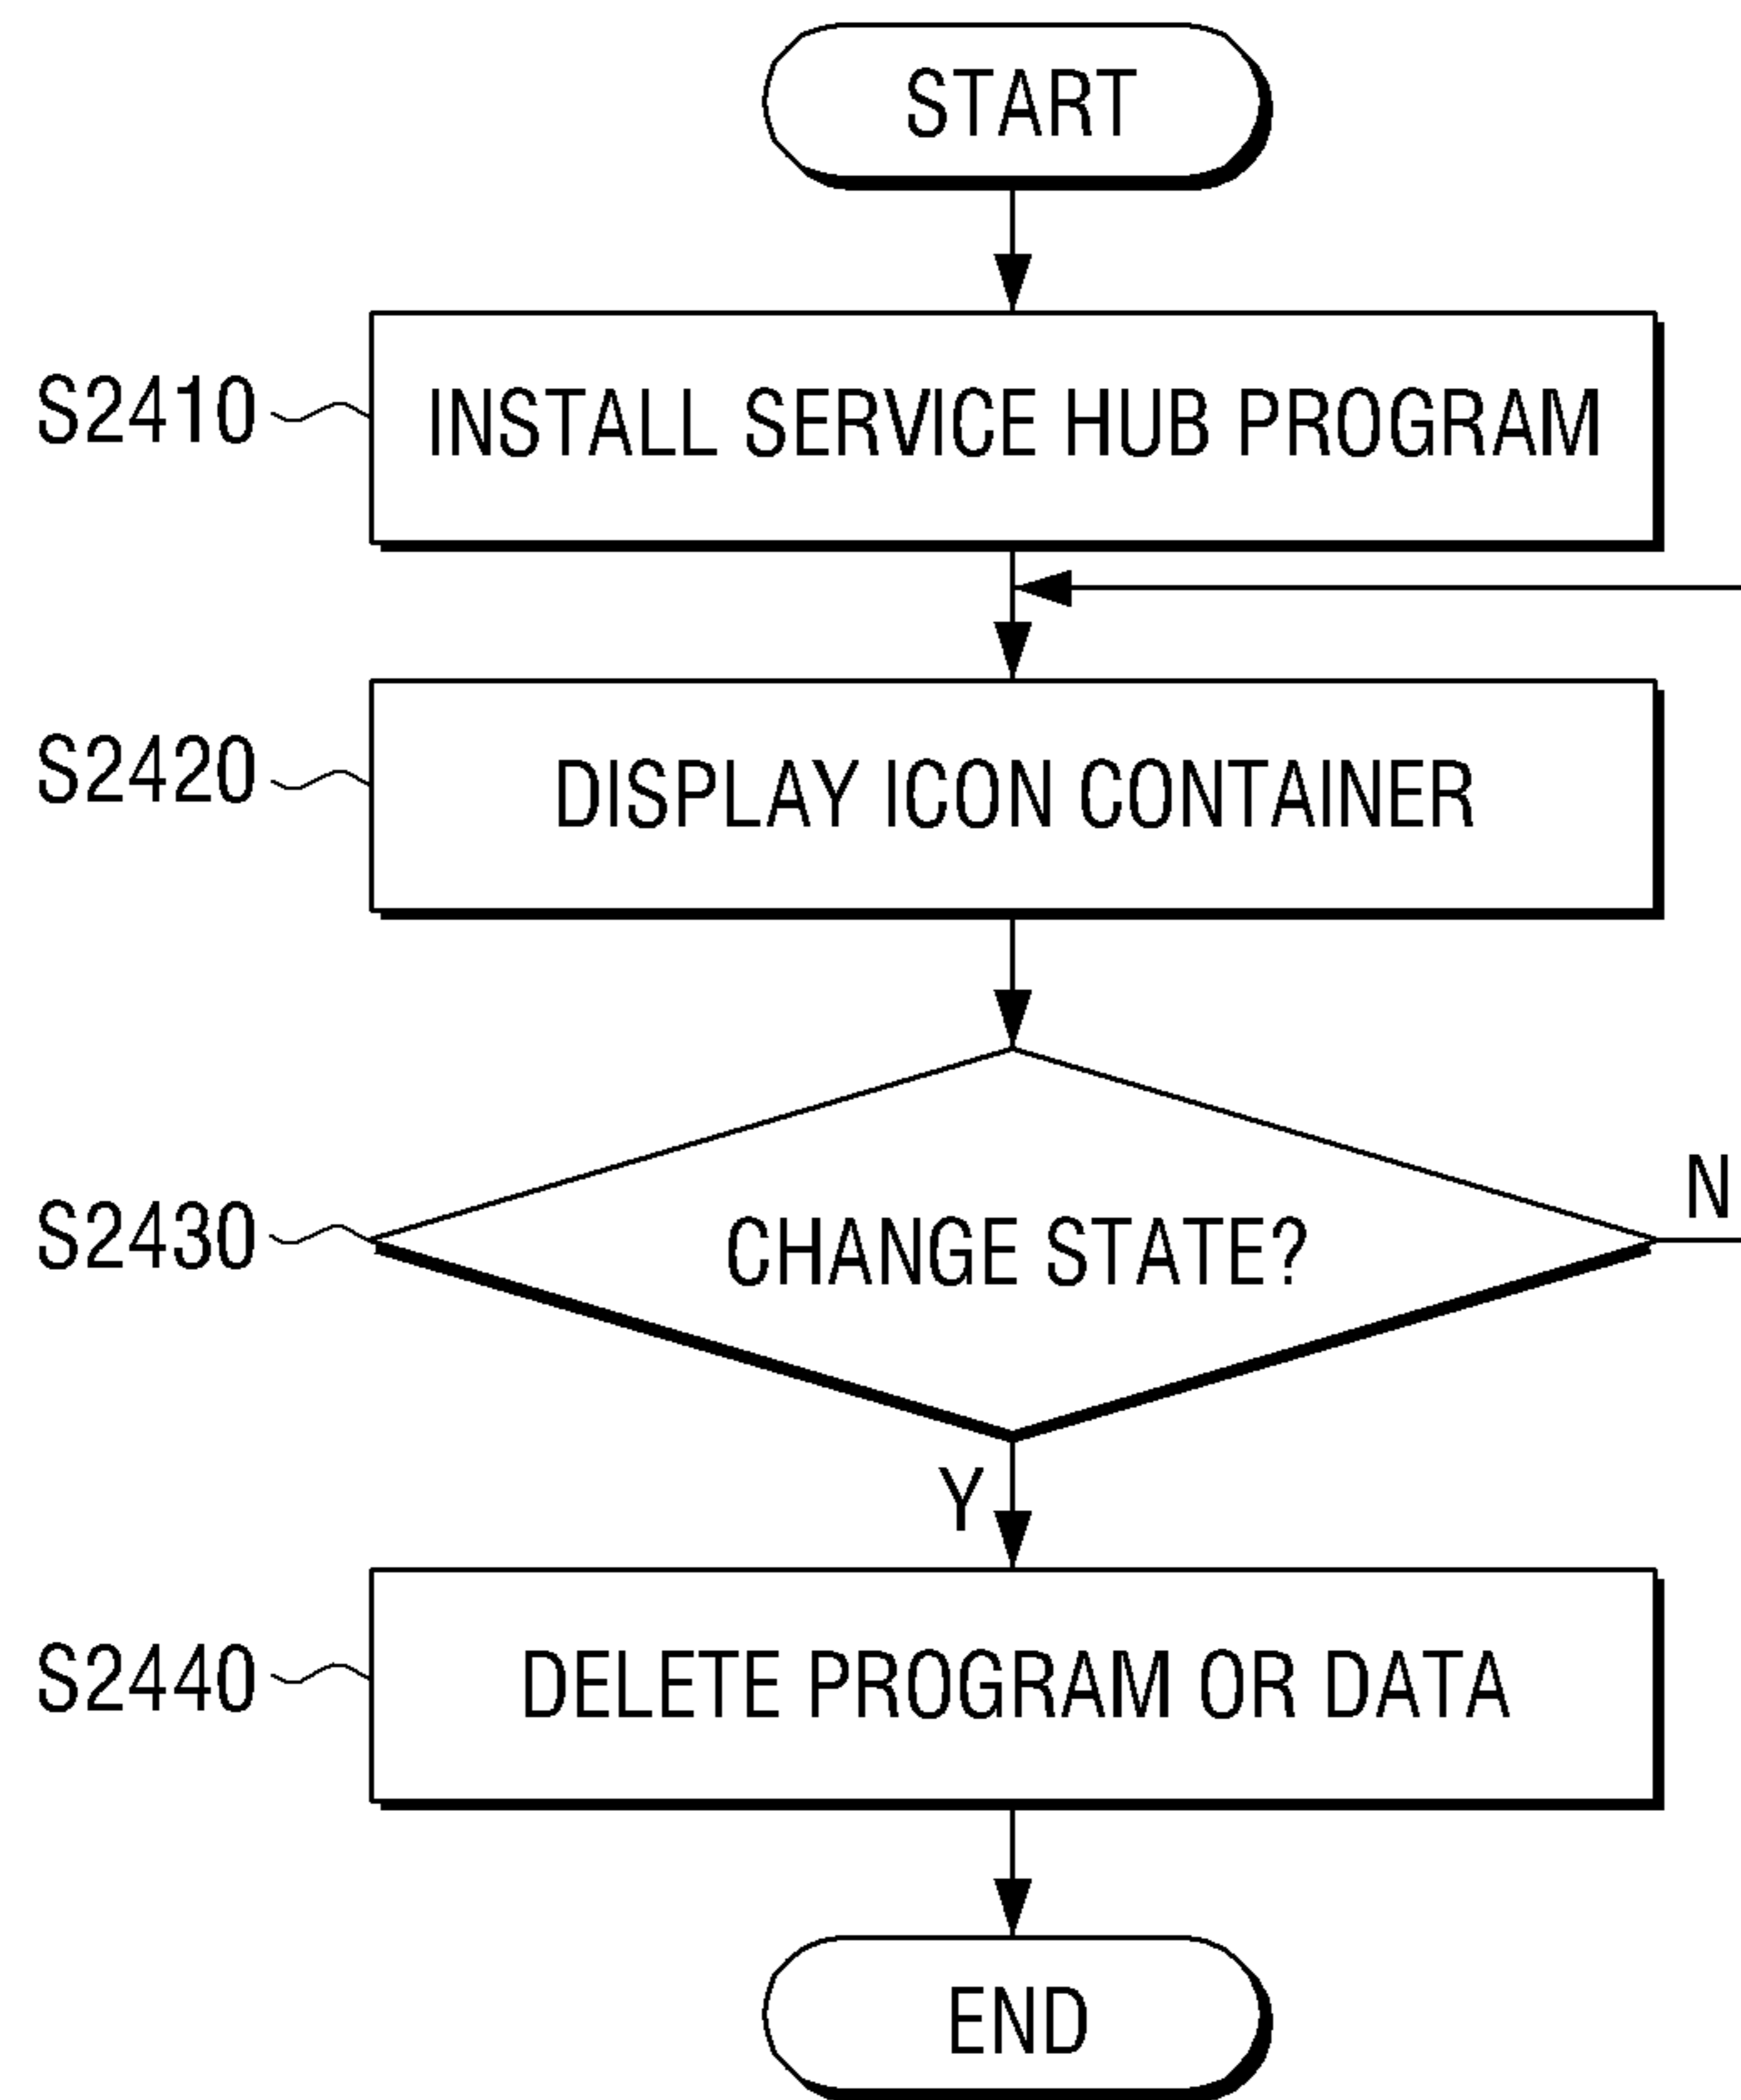 START
S2410
INSTALL SERVICE HUB PROGRAM
S2420
DISPLAY ICON CONTAINER
S2430
CHANGE STATE?
N
Y
S2440
DELETE PROGRAM OR DATA
END